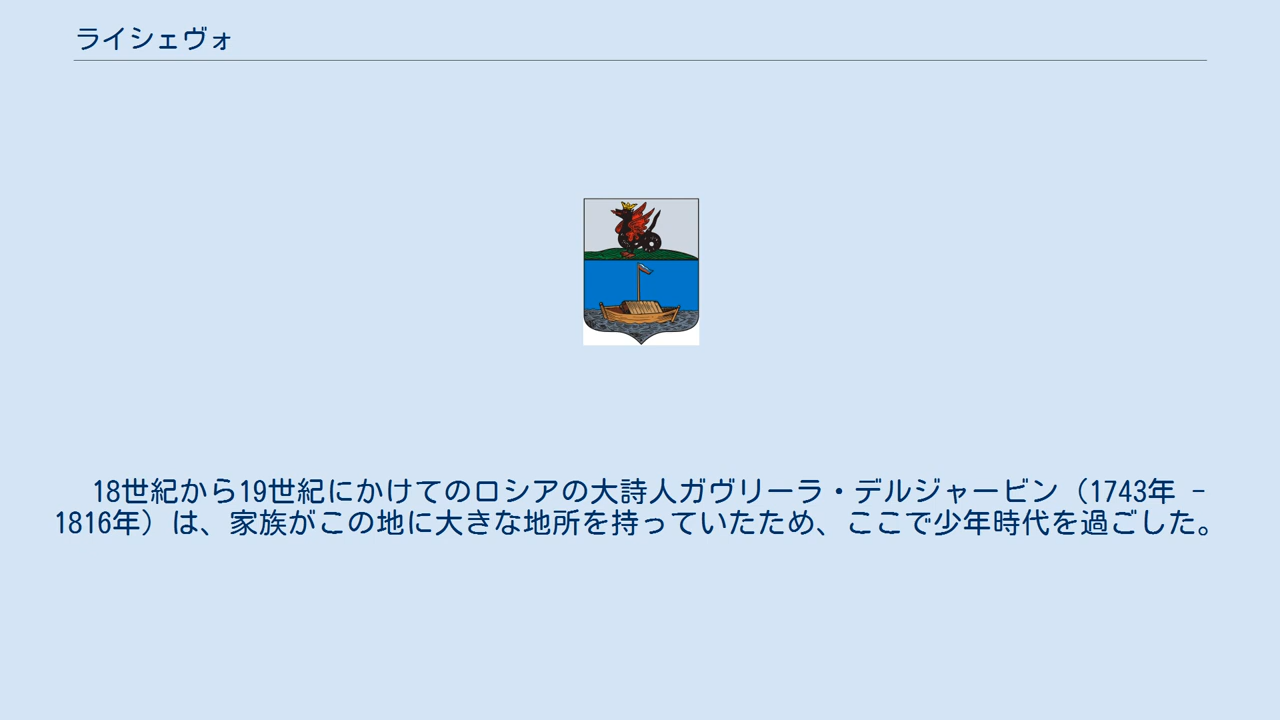 ライシェヴォ
18世紀から19世紀にかけてのロシアの大詩人ガヴリーラ・デルジャービン（1743年 -
1816年）は、家族がこの地に大きな地所を持っていたため、ここで少年時代を過ごした。